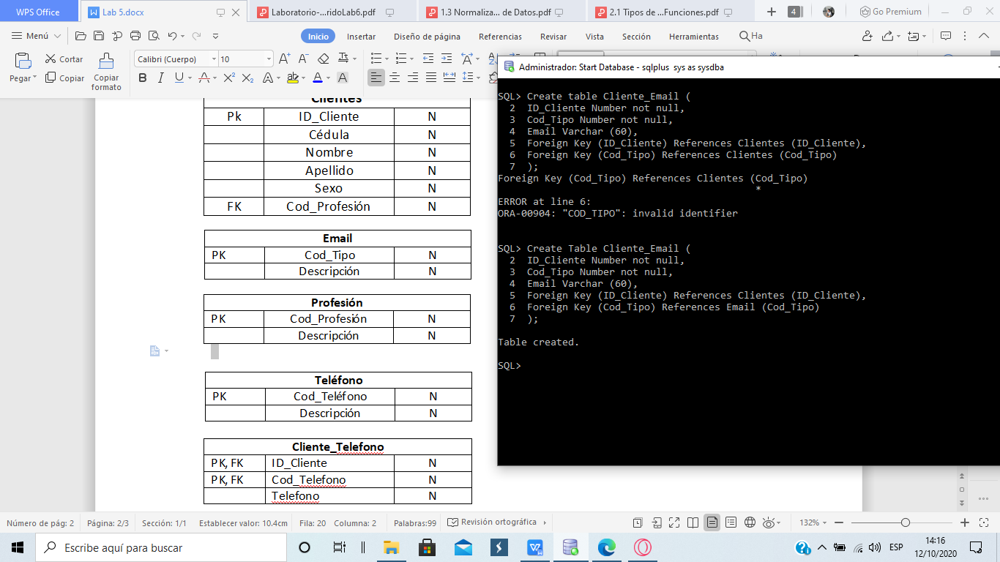 WPS Office
Lab 5.docx
Laboratorio-...ridoLab6.pdf
1.3 Normaliza... de Datos.pdf
2.1 Tipos de ...Funciones.pdf
4
Go Premium
Menú
Inicio
Insertar
Diseño de página
Referencias
Revisar
Vista
Sección
Herramientas
Ha
Pegar
Cortar
Copiar
Copiar
formato
Calibri (Cuerpo)
10
Clientes
Pk ID_Cliente N
Cédula N
Nombre N
Apellido N
Sexo N
FK Cod_Profesión N
Email
PK Cod_Tipo N
Descripción N
Profesión
PK Cod_Profesión N
Descripción N
Teléfono
PK Cod_Teléfono N
Descripción N
Cliente_Telefono
PK, FK ID_Cliente N
PK, FK Cod_Telefono N
Telefono N
Administrador: Start Database - sqlplus sys as sysdba
SQL> Create table Cliente_Email (
2 ID_Cliente Number not null,
3 Cod_Tipo Number not null,
4 Email Varchar (60),
5 Foreign Key (ID_Cliente) References Clientes (ID_Cliente),
6 Foreign Key (Cod_Tipo) References Clientes (Cod_Tipo)
7 );
Foreign Key (Cod_Tipo) References Clientes (Cod_Tipo)
*
ERROR at line 6:
ORA-00904: "COD_TIPO": invalid identifier
SQL> Create Table Cliente_Email (
2 ID_Cliente Number not null,
3 Cod_Tipo Number not null,
4 Email Varchar (60),
5 Foreign Key (ID_Cliente) References Clientes (ID_Cliente),
6 Foreign Key (Cod_Tipo) References Email (Cod_Tipo)
7 );
Table created.
SQL>
Número de pág: 2
Página: 2/3
Sección: 1/1
Establecer valor: 10.4cm
Fila: 20
Columna: 2
Palabras:99
Revisión ortográfica
132%
Escribe aquí para buscar
ESP
14:16
12/10/2020